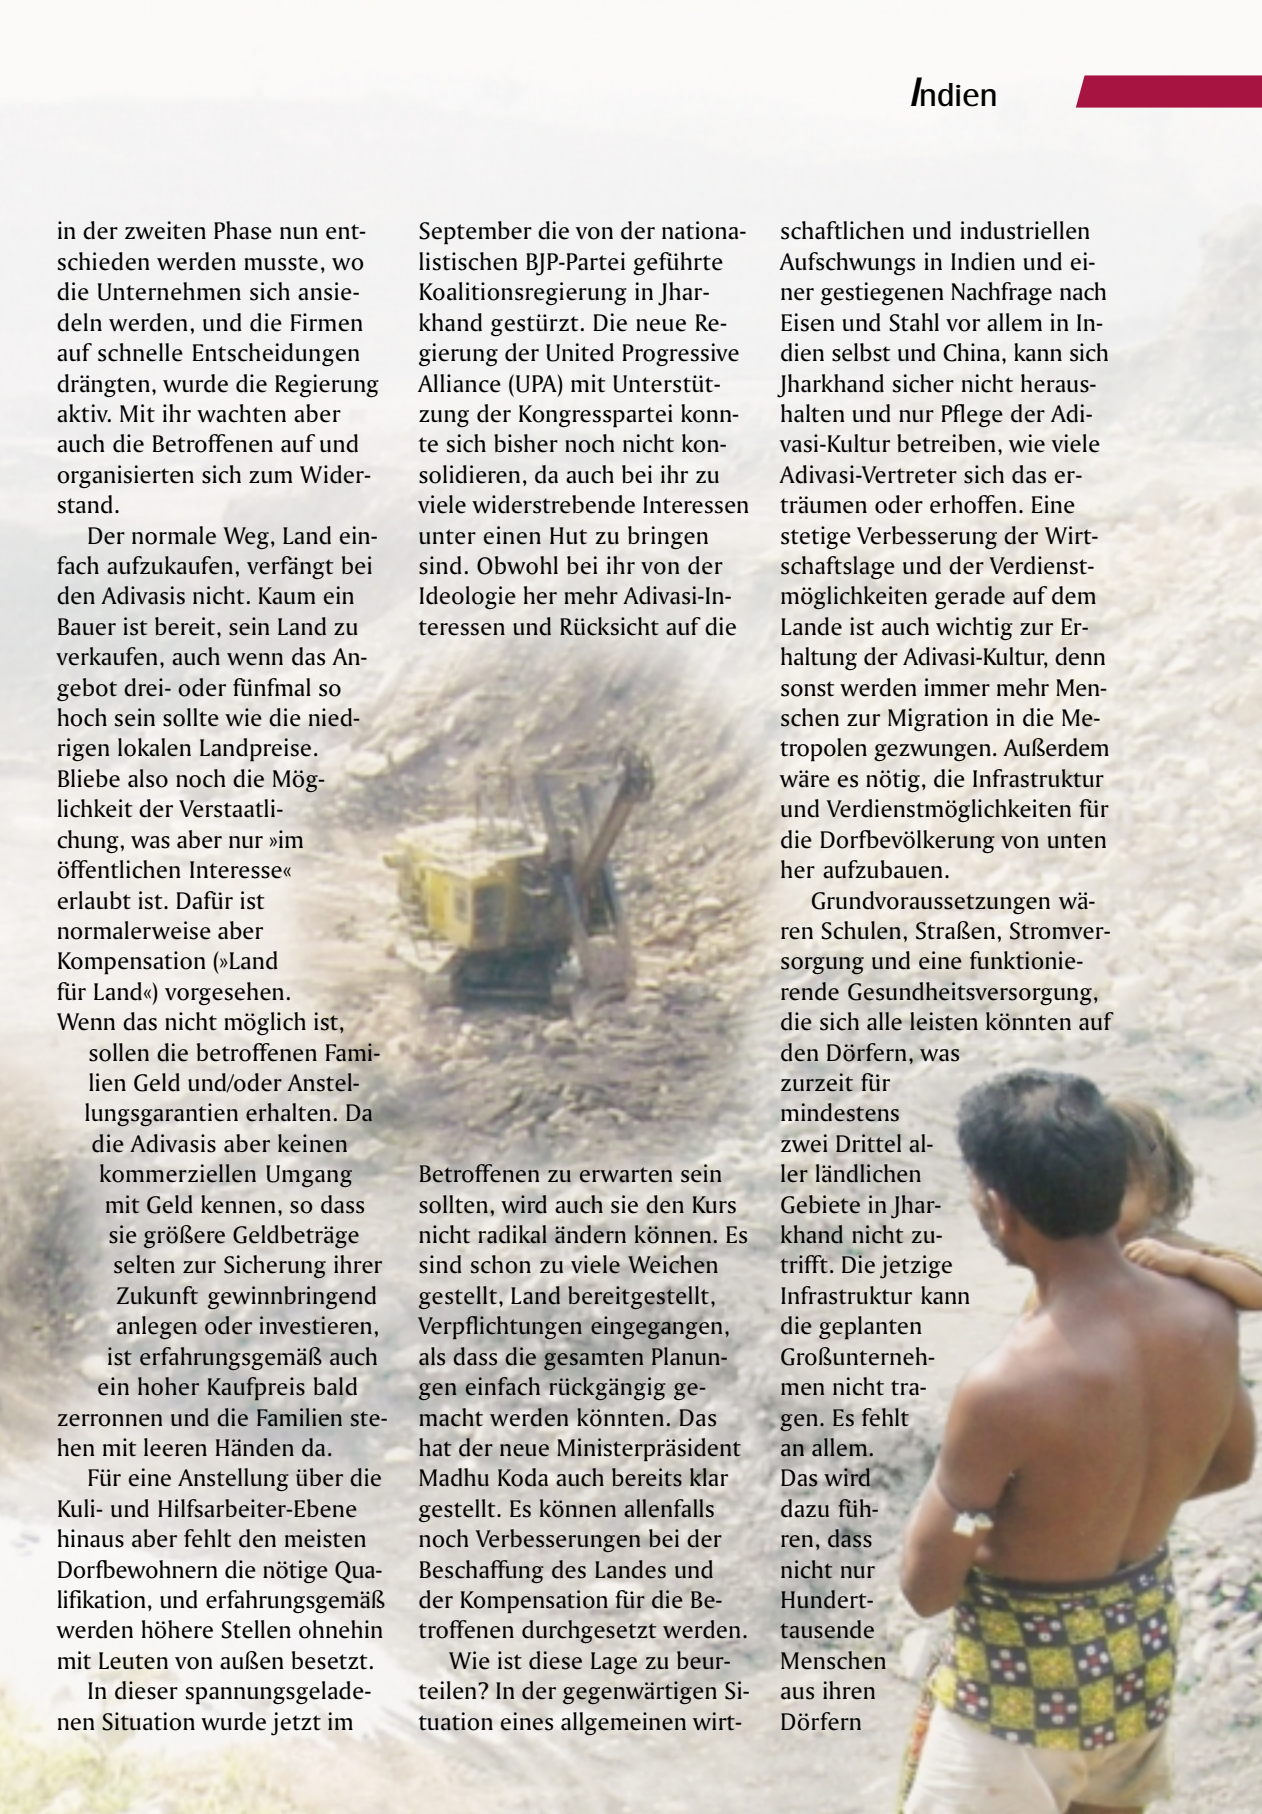 Indien
in der zweiten Phase nun ent-
schieden werden musste, wo
die Unternehmen sich ansie-
deln werden, und die Firmen
auf schnelle Entscheidungen
drängten, wurde die Regierung
aktiv. Mit ihr wachten aber
auch die Betroffenen auf und
organisierten sich zum Wider-
stand.
Der normale Weg, Land ein-
fach aufzukaufen, verfängt bei
den Adivasis nicht. Kaum ein
Bauer ist bereit, sein Land zu
verkaufen, auch wenn das An-
gebot drei- oder fünfmal so
hoch sein sollte wie die nied-
rigen lokalen Landpreise.
Bliebe also noch die Mög-
lichkeit der Verstaatli-
chung, was aber nur »im
öffentlichen Interesse«
erlaubt ist. Dafür ist
normalerweise aber
Kompensation (»Land
für Land«) vorgesehen.
Wenn das nicht möglich ist,
sollen die betroffenen Fami-
lien Geld und/oder Anstel-
lungsgarantien erhalten. Da
die Adivasis aber keinen
kommerziellen Umgang
mit Geld kennen, so dass
sie größere Geldbeträge
selten zur Sicherung ihrer
Zukunft gewinnbringend
anlegen oder investieren,
ist erfahrungsgemäß auch
ein hoher Kaufpreis bald
zerronnen und die Familien ste-
hen mit leeren Händen da.
Für eine Anstellung über die
Kuli- und Hilfsarbeiter-Ebene
hinaus aber fehlt den meisten
Dorfbewohnern die nötige Qua-
lifikation, und erfahrungsgemäß
werden höhere Stellen ohnehin
mit Leuten von außen besetzt.
In dieser spannungsgelade-
nen Situation wurde jetzt im
September die von der nationa-
listischen BJP-Partei geführte
Koalitionsregierung in Jhar-
khand gestürzt. Die neue Re-
gierung der United Progressive
Alliance (UPA) mit Unterstüt-
zung der Kongresspartei konn-
te sich bisher noch nicht kon-
solidieren, da auch bei ihr zu
viele widerstrebende Interessen
unter einen Hut zu bringen
sind. Obwohl bei ihr von der
Ideologie her mehr Adivasi-In-
teressen und Rücksicht auf die
Betroffenen zu erwarten sein
sollten, wird auch sie den Kurs
nicht radikal ändern können. Es
sind schon zu viele Weichen
gestellt, Land bereitgestellt,
Verpflichtungen eingegangen,
als dass die gesamten Planun-
gen einfach rückgängig ge-
macht werden könnten. Das
hat der neue Ministerpräsident
Madhu Koda auch bereits klar
gestellt. Es können allenfalls
noch Verbesserungen bei der
Beschaffung des Landes und
der Kompensation für die Be-
troffenen durchgesetzt werden.
Wie ist diese Lage zu beur-
teilen? In der gegenwärtigen Si-
tuation eines allgemeinen wirt-
schaftlichen und industriellen
Aufschwungs in Indien und ei-
ner gestiegenen Nachfrage nach
Eisen und Stahl vor allem in In-
dien selbst und China, kann sich
Jharkhand sicher nicht heraus-
halten und nur Pflege der Adi-
vasi-Kultur betreiben, wie viele
Adivasi-Vertreter sich das er-
träumen oder erhoffen. Eine
stetige Verbesserung der Wirt-
schaftslage und der Verdienst-
möglichkeiten gerade auf dem
Lande ist auch wichtig zur Er-
haltung der Adivasi-Kultur, denn
sonst werden immer mehr Men-
schen zur Migration in die Me-
tropolen gezwungen. Außerdem
wäre es nötig, die Infrastruktur
und Verdienstmöglichkeiten für
die Dorfbevölkerung von unten
her aufzubauen.
Grundvoraussetzungen wä-
ren Schulen, Straßen, Stromver-
sorgung und eine funktionie-
rende Gesundheitsversorgung,
die sich alle leisten könnten auf
den Dörfern, was
zurzeit für
mindestens
zwei Drittel al-
ler ländlichen
Gebiete in Jhar-
khand nicht zu-
trifft. Die jetzige
Infrastruktur kann
die geplanten
Großunterneh-
men nicht tra-
gen. Es fehlt
an allem.
Das wird
dazu füh-
ren, dass
nicht nur
Hundert-
tausende
Menschen
aus ihren
Dörfern